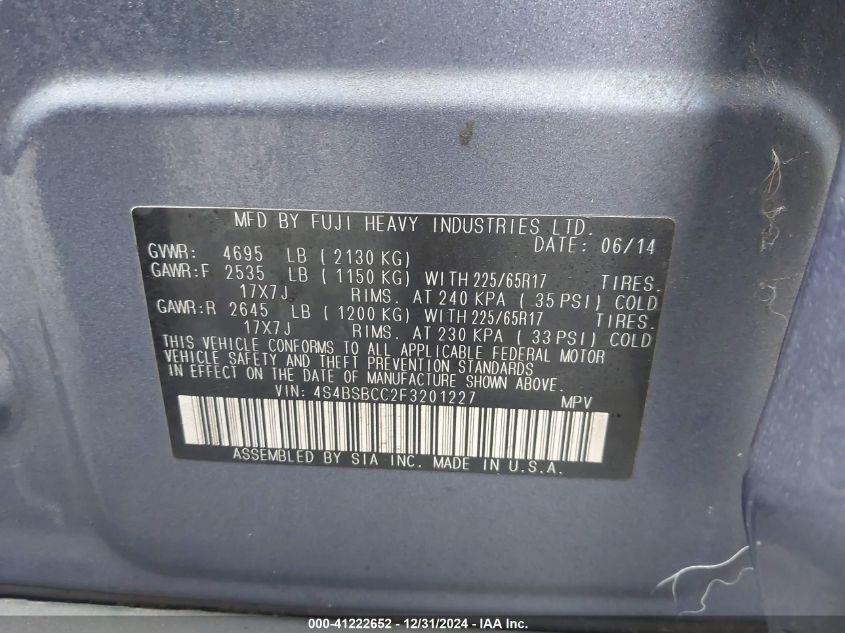 MFD BY FUJI HEAVY INDUSTRIES LTD.
DATE: 06/14
GVWR: 4695 LB ( 2130 KG)
GAWR:F 2535 LB ( 1150 KG) WITH 225/65R17 TIRES.
17X7J RIMS. AT 240 KPA ( 35 PSI) COLD
GAWR:R 2645 LB ( 1200 KG) WITH 225/65R17 TIRES.
17X7J RIMS. AT 230 KPA ( 33 PSI) COLD
THIS VEHICLE CONFORMS TO ALL APPLICABLE FEDERAL MOTOR
VEHICLE SAFETY AND THEFT PREVENTION STANDARDS
IN EFFECT ON THE DATE OF MANUFACTURE SHOWN ABOVE.
VIN: 4S4BSBCC2F3201227 MPV
ASSEMBLED BY SIA INC. MADE IN U.S.A.
000-41222652 - 12/31/2024 - IAA Inc.